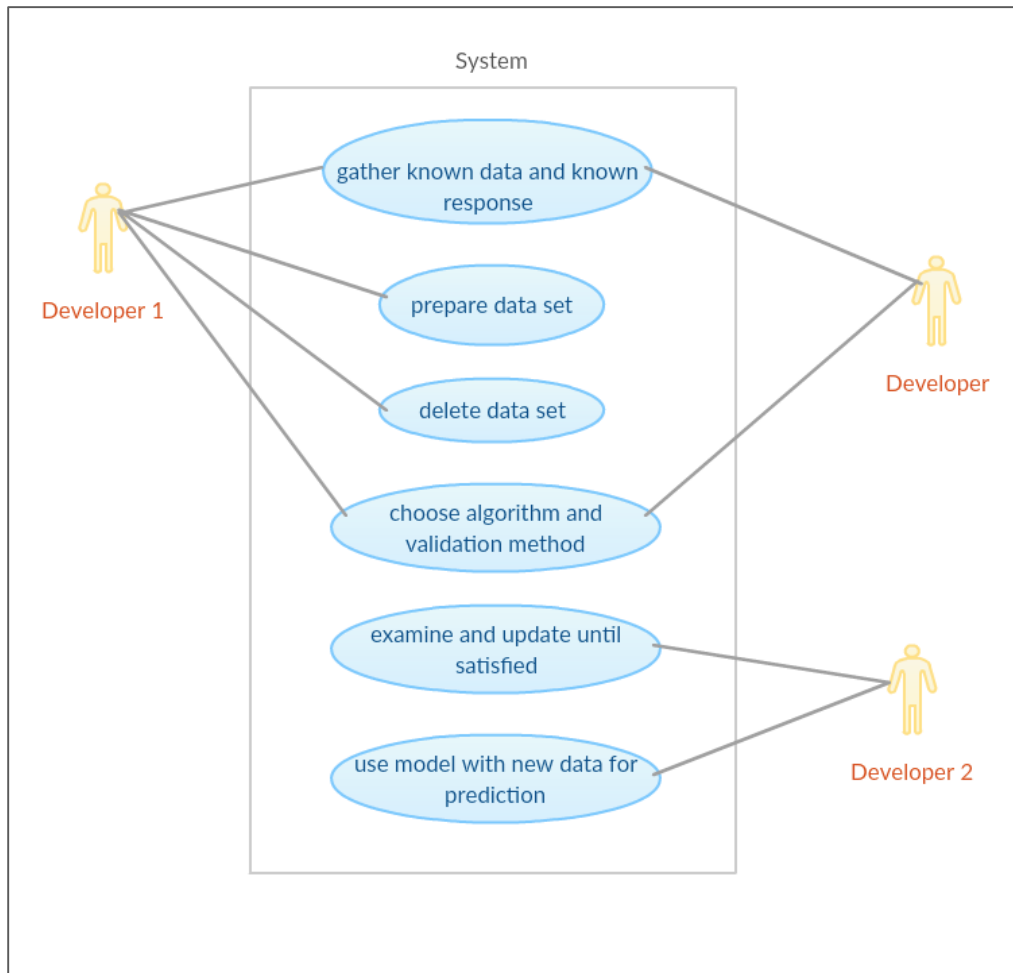 System
gather known data and known
response
Developer 1
prepare data set
Developer
delete data set
choose algorithm and
validation method
examine and update until
satisfied
Developer 2
use model with new data for
prediction